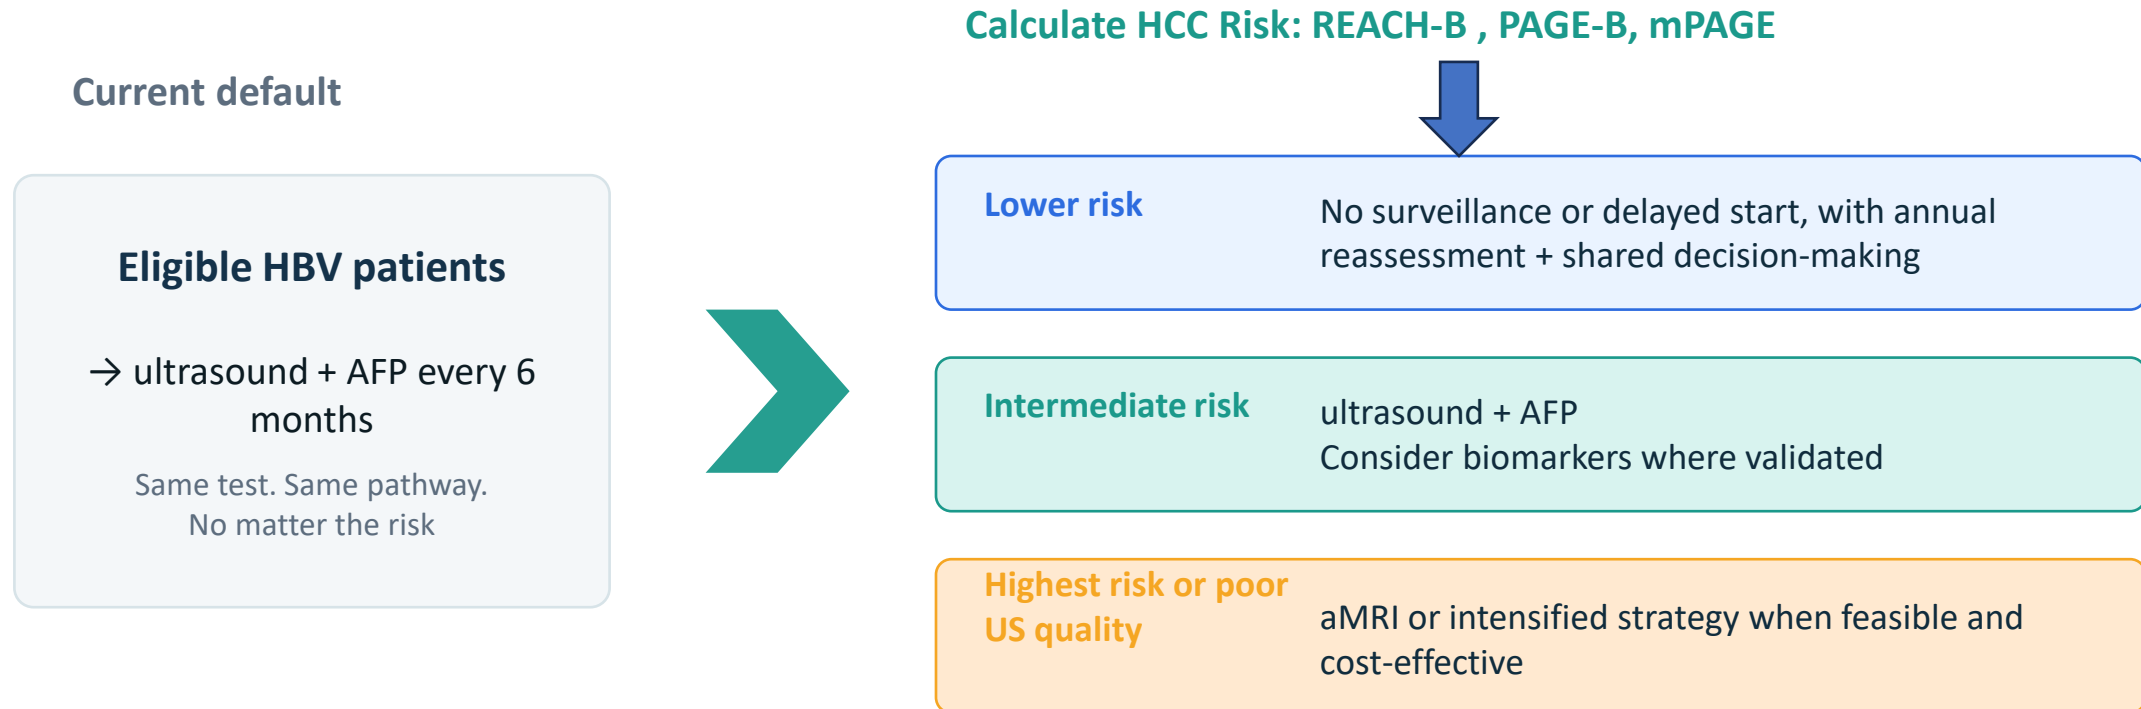 Current default
Eligible HBV patients
→ ultrasound + AFP every 6
months
Same test. Same pathway.
No matter the risk
Calculate HCC Risk: REACH-B , PAGE-B, mPAGE
Lower risk
No surveillance or delayed start, with annual
reassessment + shared decision-making
Intermediate risk
ultrasound + AFP
Consider biomarkers where validated
Highest risk or poor
US quality
aMRI or intensified strategy when feasible and
cost-effective